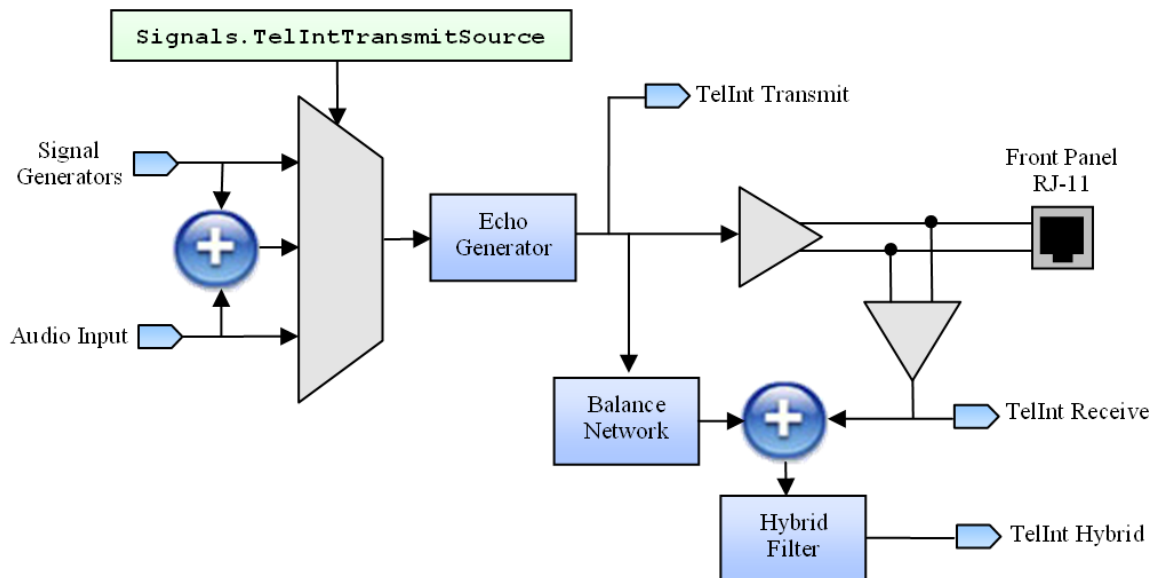 Signals.TelIntTransmitSource
TelInt Transmit
Signal
Generators
Front Panel
RJ-11
Echo
Generator
Audio Input
Balance
Network
TelInt Receive
Hybrid
Filter
TelInt Hybrid